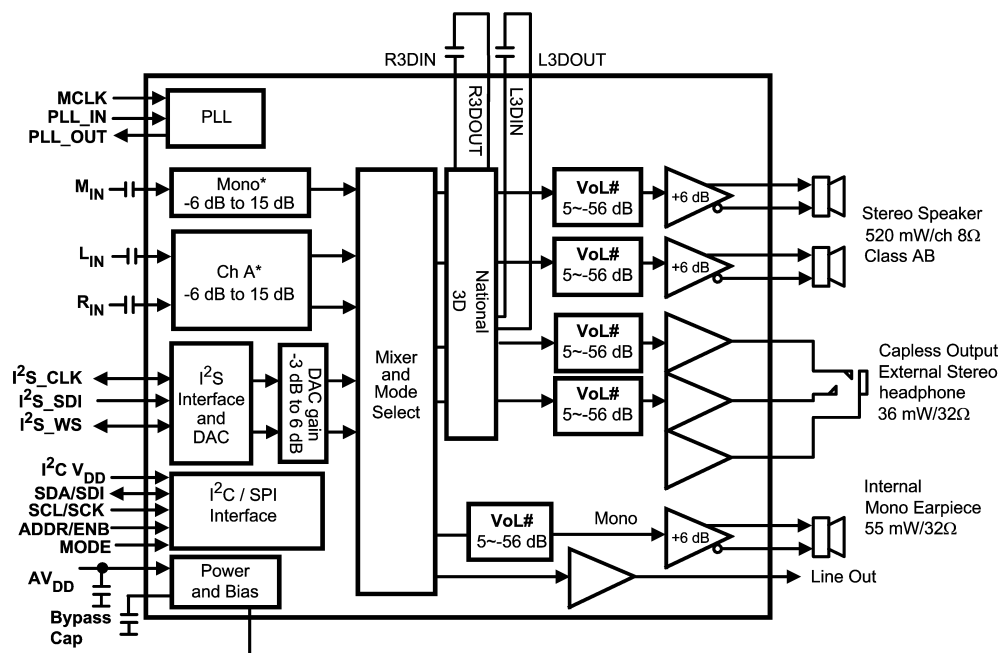 R3DIN
L3DOUT
R3DOUT
L3DIN
MCLK
PLL_IN
PLL_OUT
PLL
M_IN
Mono*
-6 dB to 15 dB
L_IN
R_IN
Ch A*
-6 dB to 15 dB
I²S_CLK
I²S_SDI
I²S_WS
I²S
Interface
and
DAC
DAC gain
-3 dB to 6 dB
Mixer
and
Mode
Select
National
3D
VoL#
5~-56 dB
+6 dB
VoL#
5~-56 dB
+6 dB
Stereo Speaker
520 mW/ch 8Ω
Class AB
VoL#
5~-56 dB
VoL#
5~-56 dB
Capless Output
External Stereo
headphone
36 mW/32Ω
I²C V_DD
SDA/SDI
SCL/SCK
ADDR/ENB
MODE
I²C / SPI
Interface
VoL#
5~-56 dB
Mono
+6 dB
Internal
Mono Earpiece
55 mW/32Ω
Line Out
AV_DD
Bypass
Cap
Power
and Bias